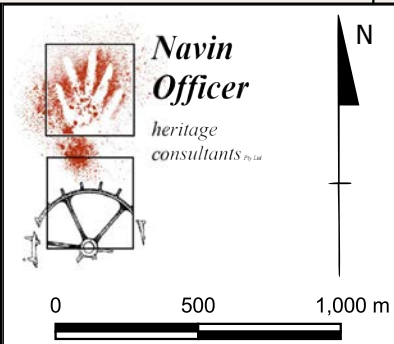 Navin
Officer
heritage
consultants Pty Ltd
N
0 500 1,000 m